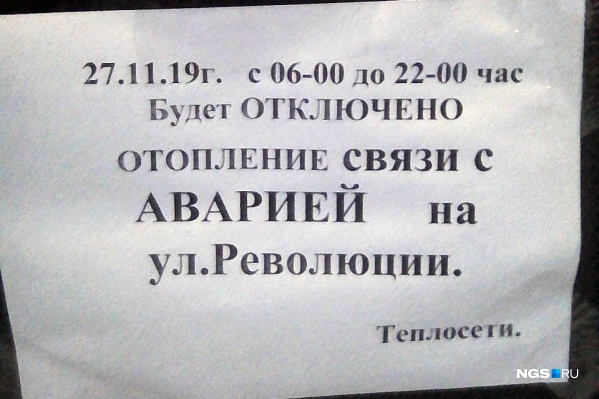 27.11.19г. с 06-00 до 22-00 час
Будет ОТКЛЮЧЕНО
ОТОПЛЕНИЕ СВЯЗИ С
АВАРИЕЙ на
ул.Революции.
Теплосети.
NGS RU